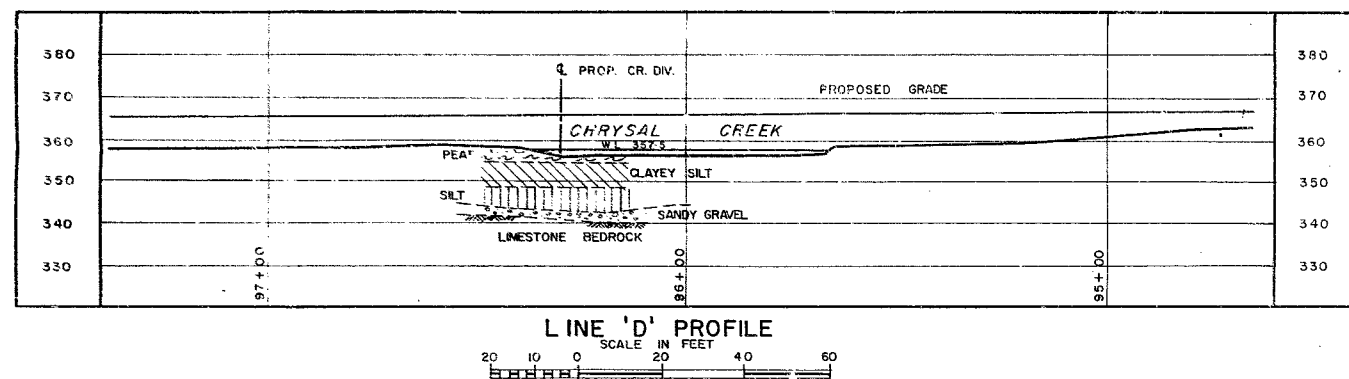 380 380
℄ PROP. CR. DIV.
370 370
PROPOSED GRADE
360 360
CHRYSAL CREEK
W.L. 357.5
PEAT
350 350
CLAYEY SILT
SILT
340 340
SANDY GRAVEL
LIMESTONE BEDROCK
330 330
97+00 96+00 95+00
LINE 'D' PROFILE
SCALE IN FEET
20 10 0 20 40 60